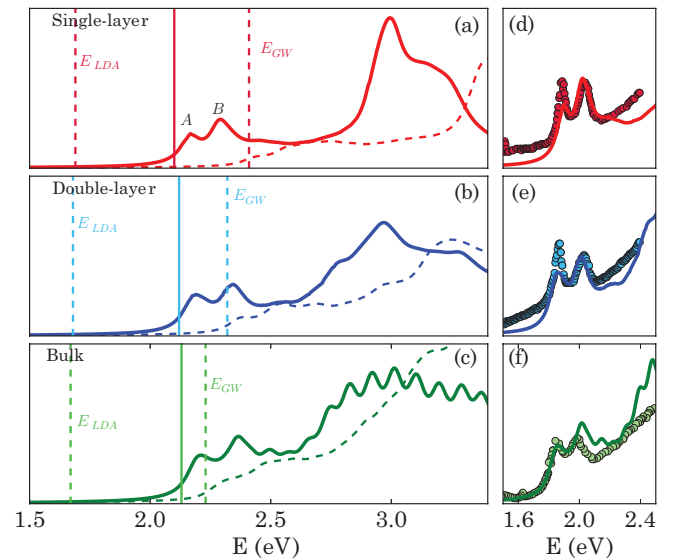 Single-layer
(a)
(d)
E_GW
E_LDA
A
B
Double-layer
(b)
(e)
E_GW
E_LDA
Bulk
(c)
(f)
E_GW
E_LDA
1.5
2.0
2.5
3.0
1.6
2.0
2.4
E (eV)
E (eV)